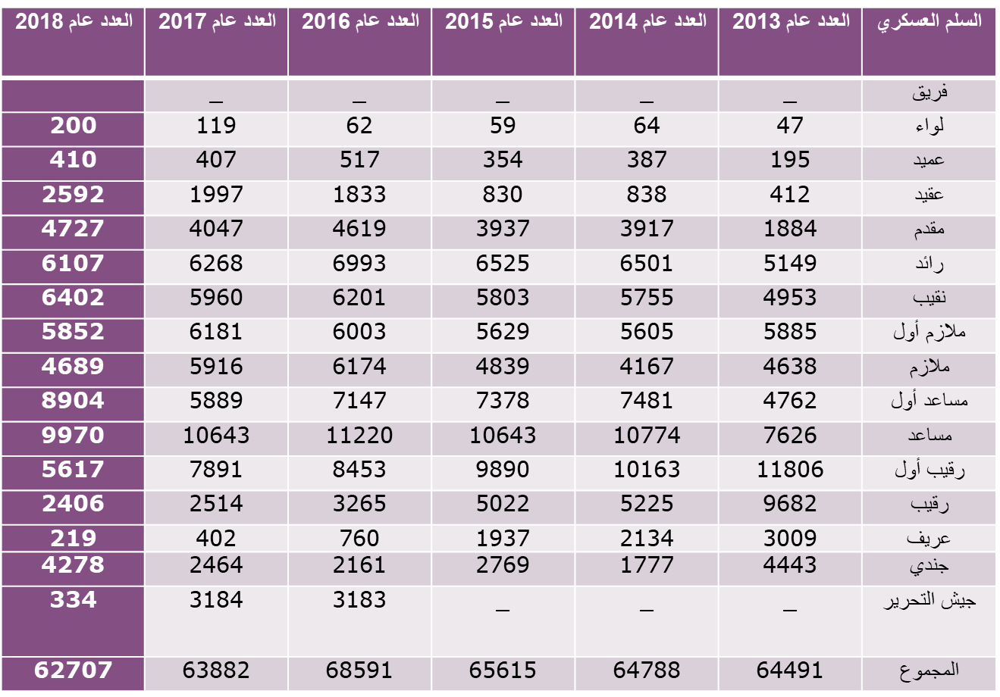 السلم العسكري العدد عام 2013 العدد عام 2014 العدد عام 2015 العدد عام 2016 العدد عام 2017 العدد عام 2018
فريق _ _ _ _ _
لواء 47 64 59 62 119 200
عميد 195 387 354 517 407 410
عقيد 412 838 830 1833 1997 2592
مقدم 1884 3917 3937 4619 4047 4727
رائد 5149 6501 6525 6993 6268 6107
نقيب 4953 5755 5803 6201 5960 6402
ملازم أول 5885 5605 5629 6003 6181 5852
ملازم 4638 4167 4839 6174 5916 4689
مساعد أول 4762 7481 7378 7147 5889 8904
مساعد 7626 10774 10643 11220 10643 9970
رقيب أول 11806 10163 9890 8453 7891 5617
رقيب 9682 5225 5022 3265 2514 2406
عريف 3009 2134 1937 760 402 219
جندي 4443 1777 2769 2161 2464 4278
جيش التحرير _ _ _ 3183 3184 334
المجموع 64491 64788 65615 68591 63882 62707